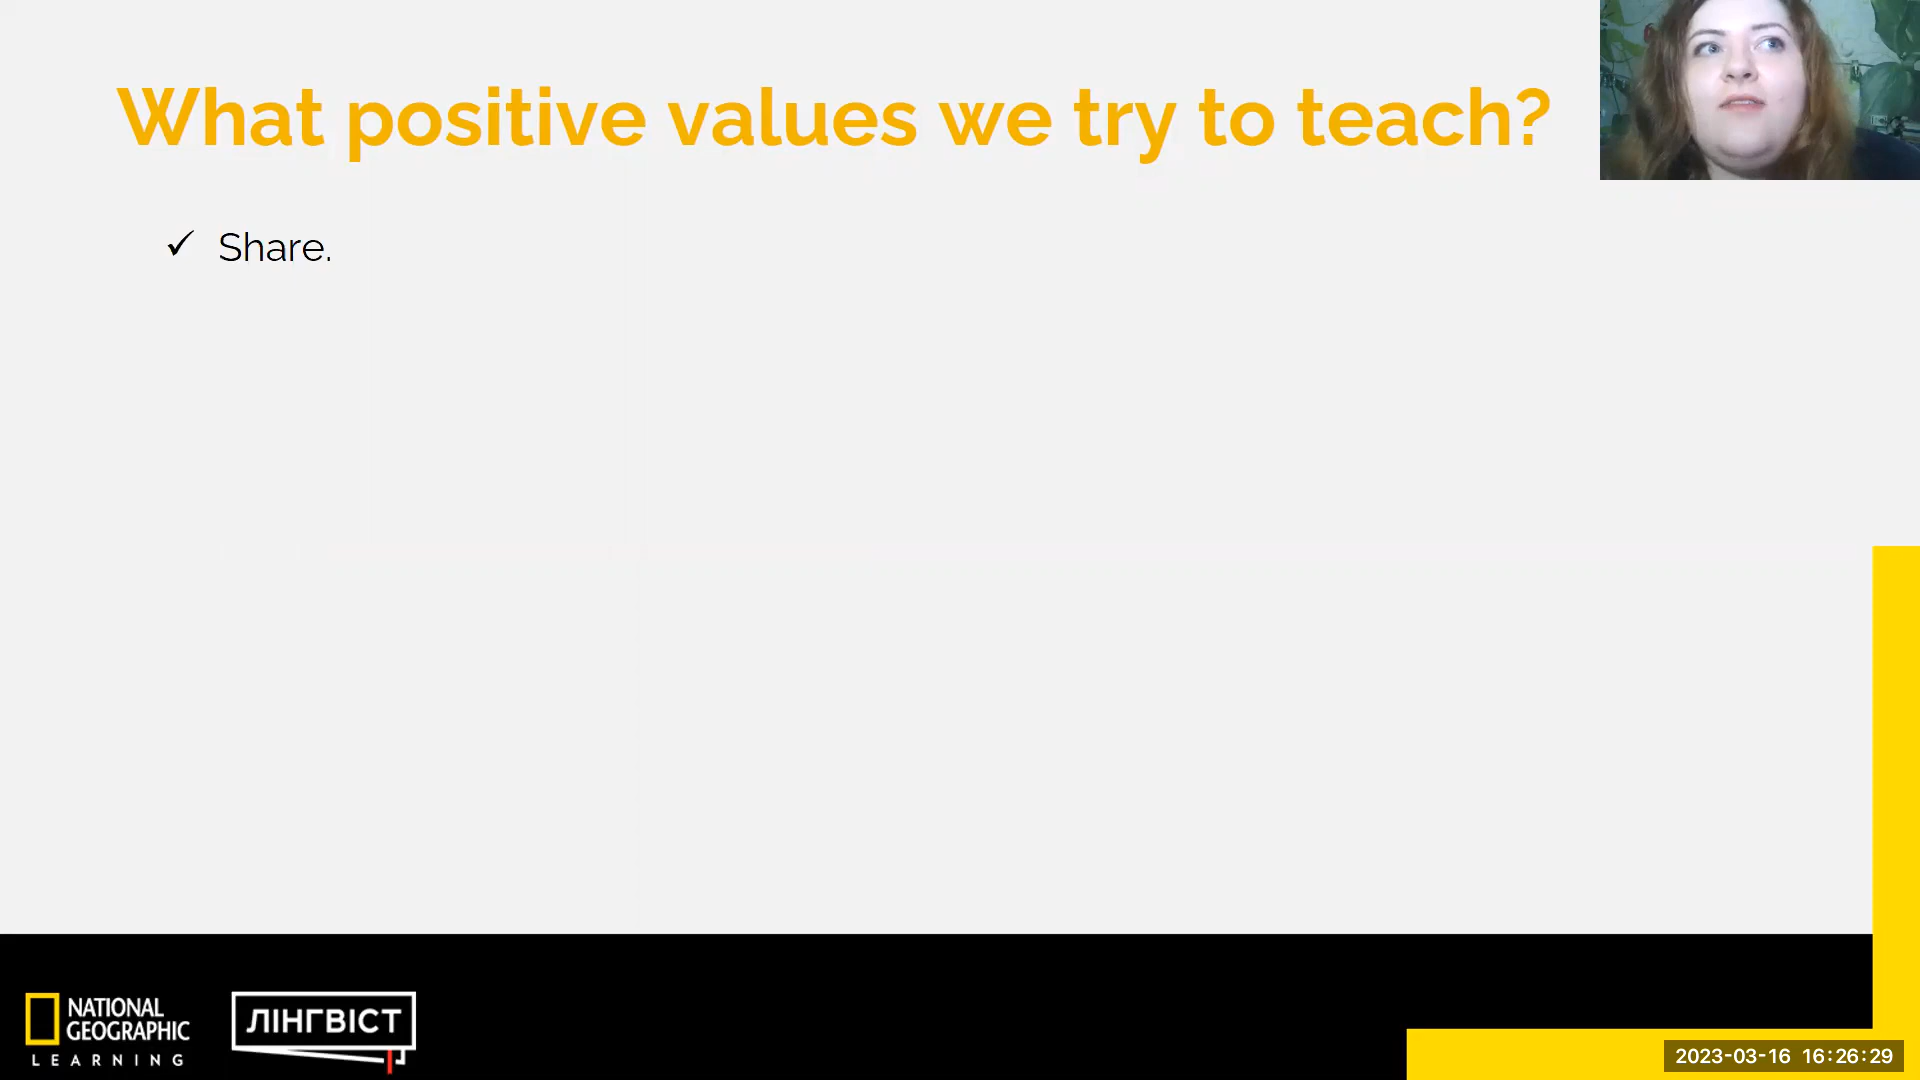 What positive values we try to teach?
✓ Share.
NATIONAL
GEOGRAPHIC
LEARNING
ЛІНГВІСТ
2023-03-16 16:26:29